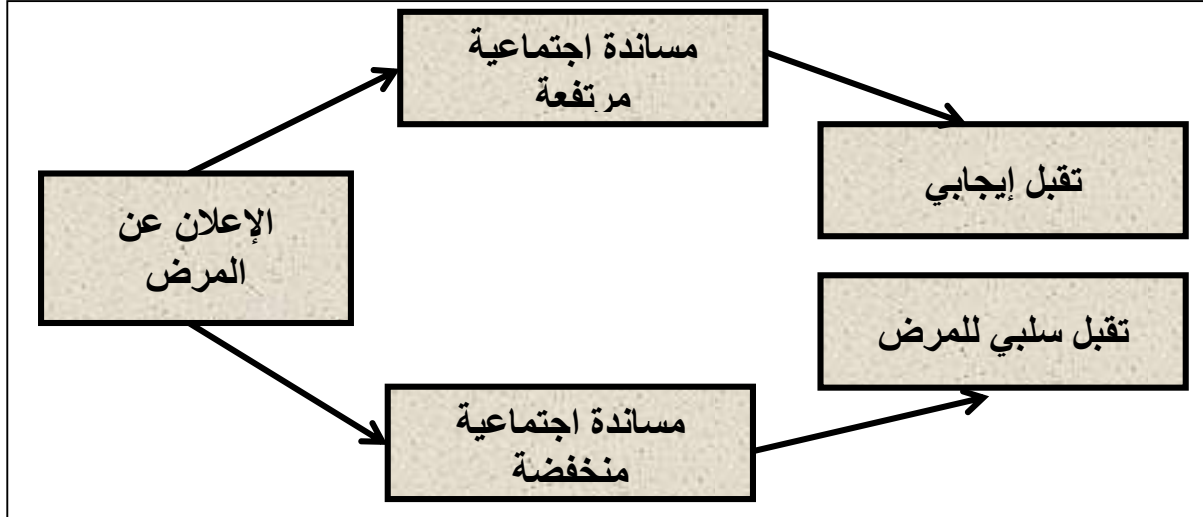 مساندة اجتماعية
مرتفعة
تقبل إيجابي
الإعلان عن
المرض
تقبل سلبي للمرض
مساندة اجتماعية
منخفضة